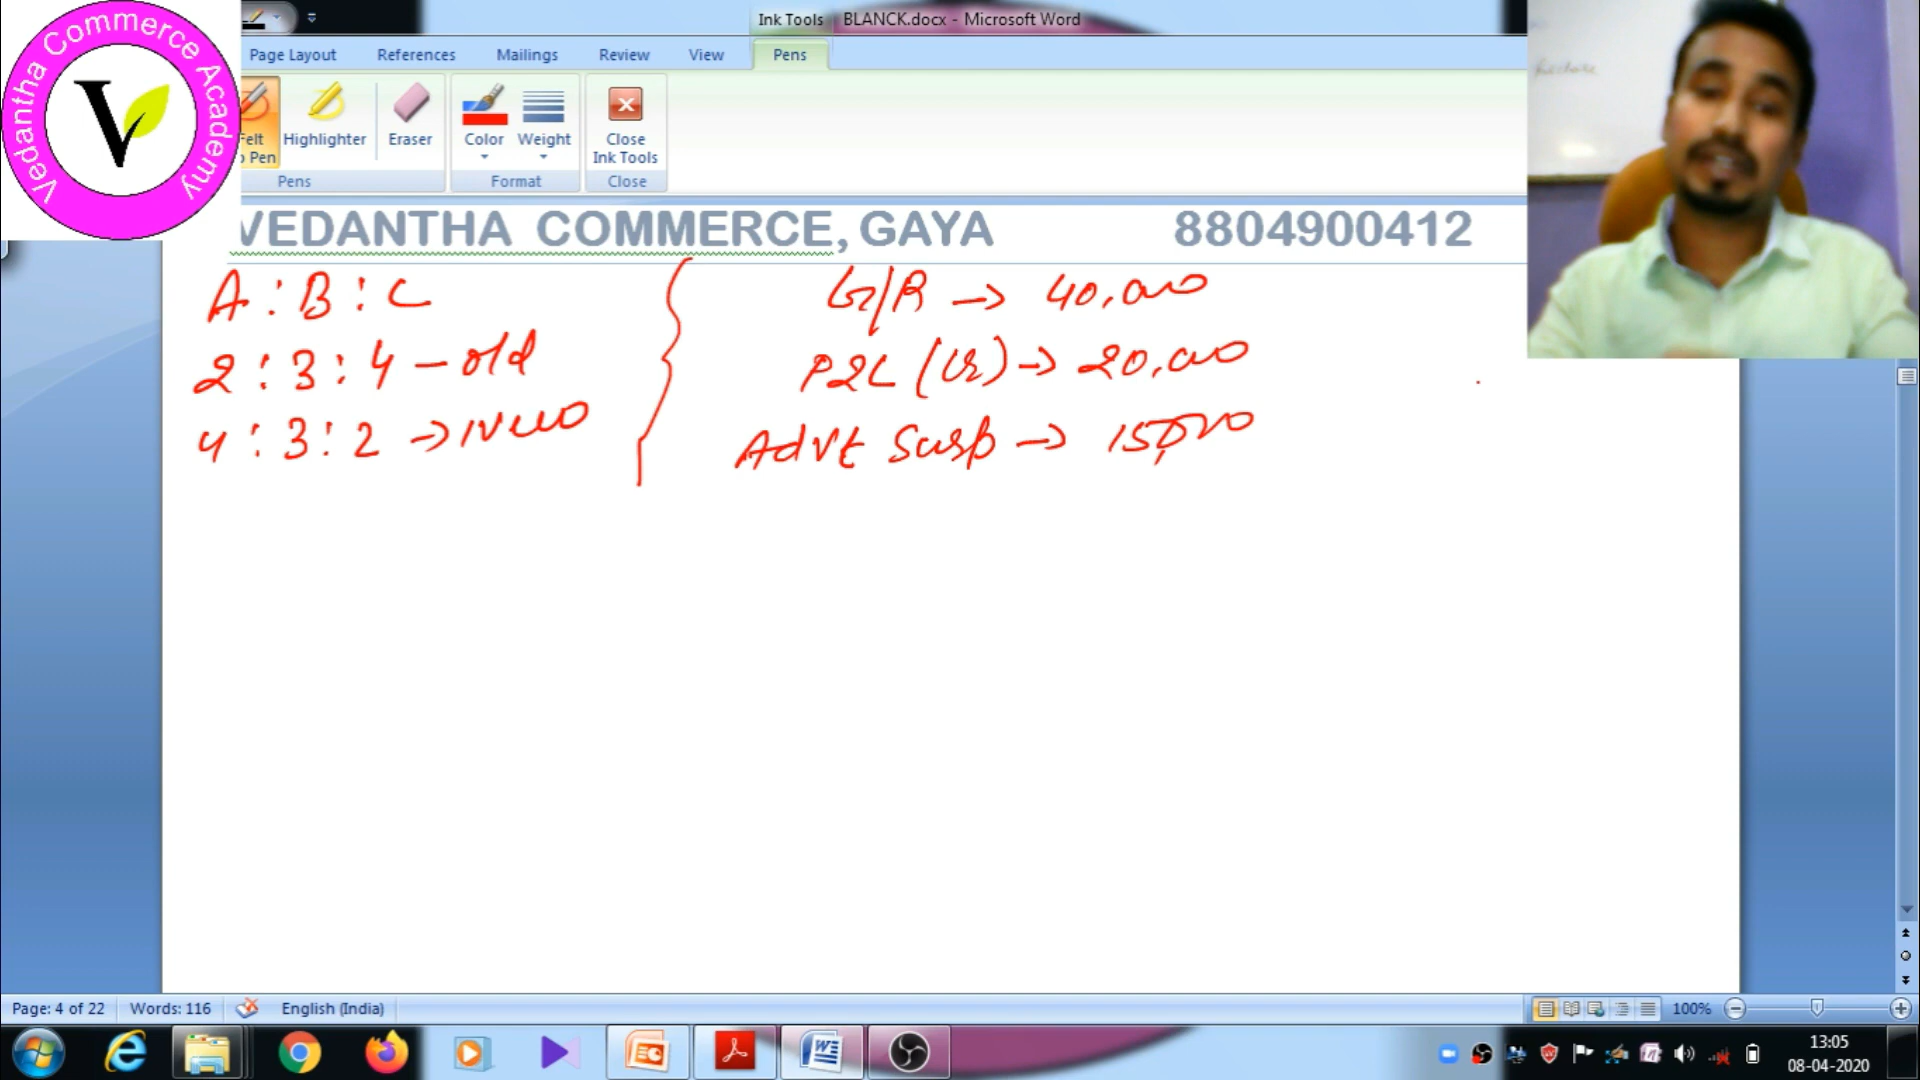 Vedantha Commerce Academy
V
Ink Tools BLANCK.docx - Microsoft Word
Page Layout References Mailings Review View Pens
Felt
Pen
Highlighter
Eraser
Color
Weight
Close
Ink Tools
Pens Format Close
VEDANTHA COMMERCE, GAYA 8804900412
A : B : C
2 : 3 : 4 - old
4 : 3 : 2 → New
G/R → 40,000
P&L (Cr) → 20,000
Advt Susp → 15,000
Page: 4 of 22 Words: 116 English (India) 100%
13:05
08-04-2020